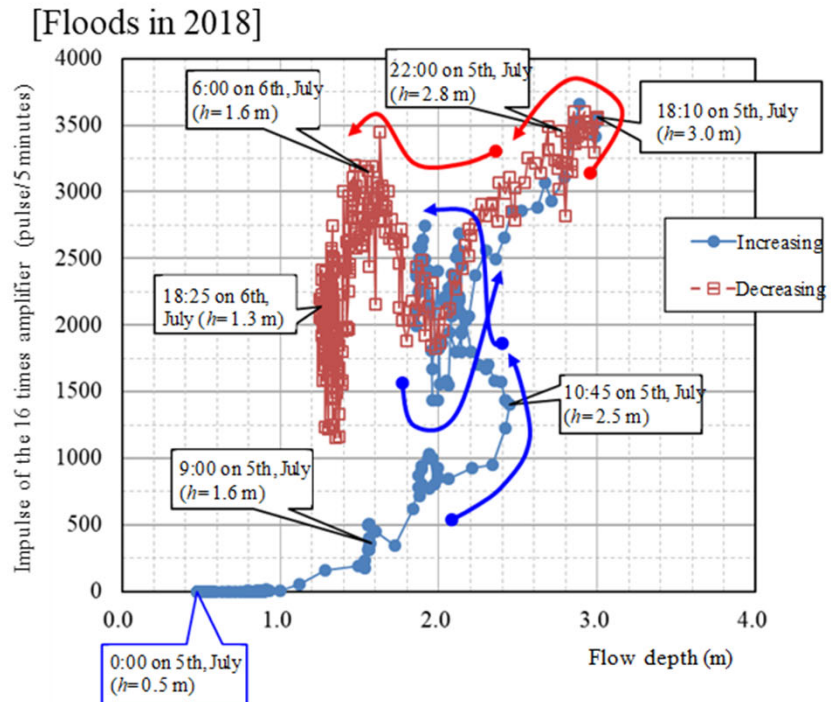 [Floods in 2018]
4000
3500
3000
2500
2000
1500
1000
500
0
0.0
1.0
2.0
3.0
4.0
Impulse of the 16 times amplifier (pulse/5 minutes)
Flow depth (m)
22:00 on 5th, July
(h=2.8 m)
6:00 on 6th, July
(h=1.6 m)
18:10 on 5th, July
(h=3.0 m)
Increasing
Decreasing
18:25 on 6th,
July (h=1.3 m)
10:45 on 5th, July
(h=2.5 m)
9:00 on 5th, July
(h=1.6 m)
0:00 on 5th, July
(h=0.5 m)